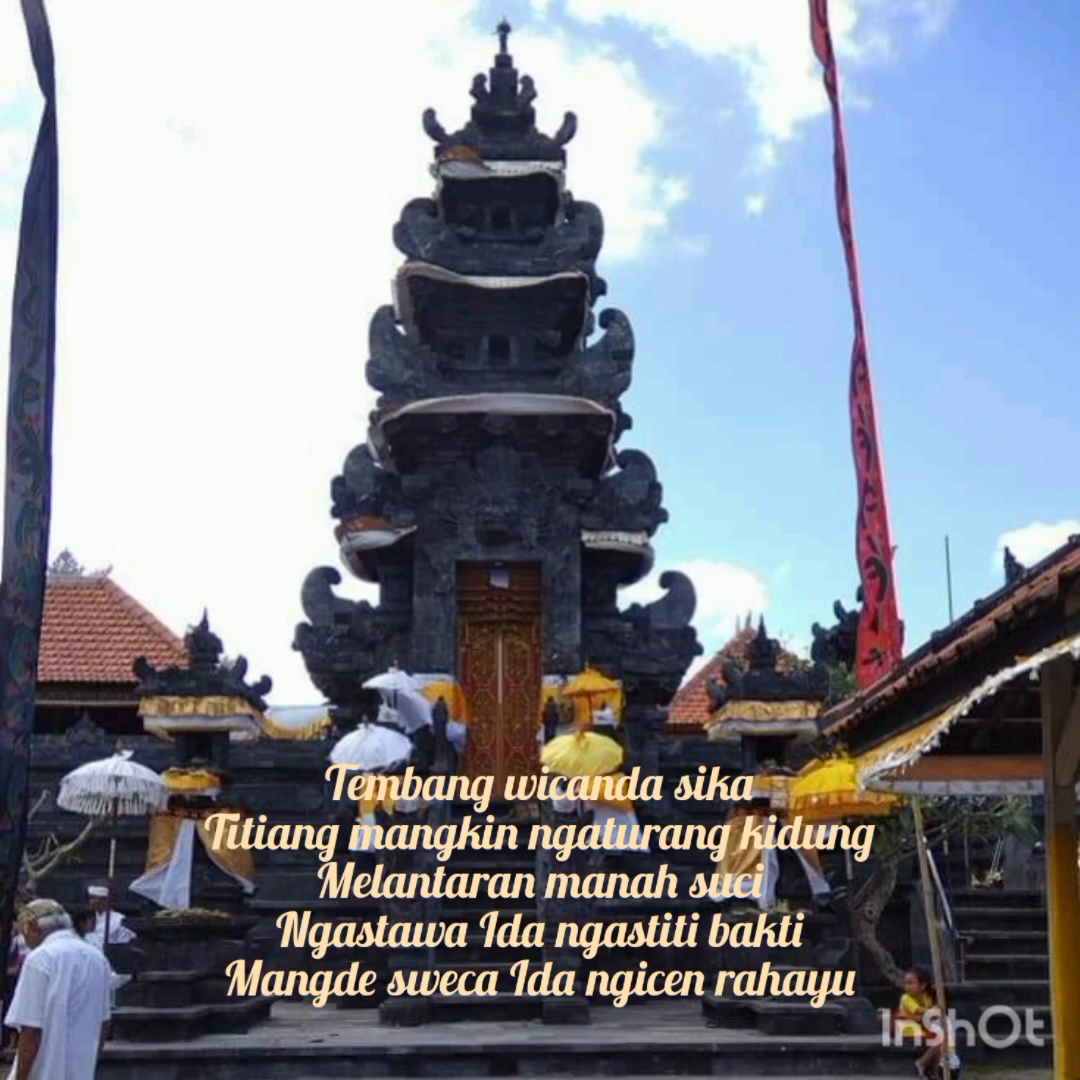 Tembang wicanda sika
Titiang mangkin ngaturang kidung
Melantaran manah suci
Ngastawa Ida ngastiti bakti
Mangde sweca Ida ngicen rahayu
InShOt